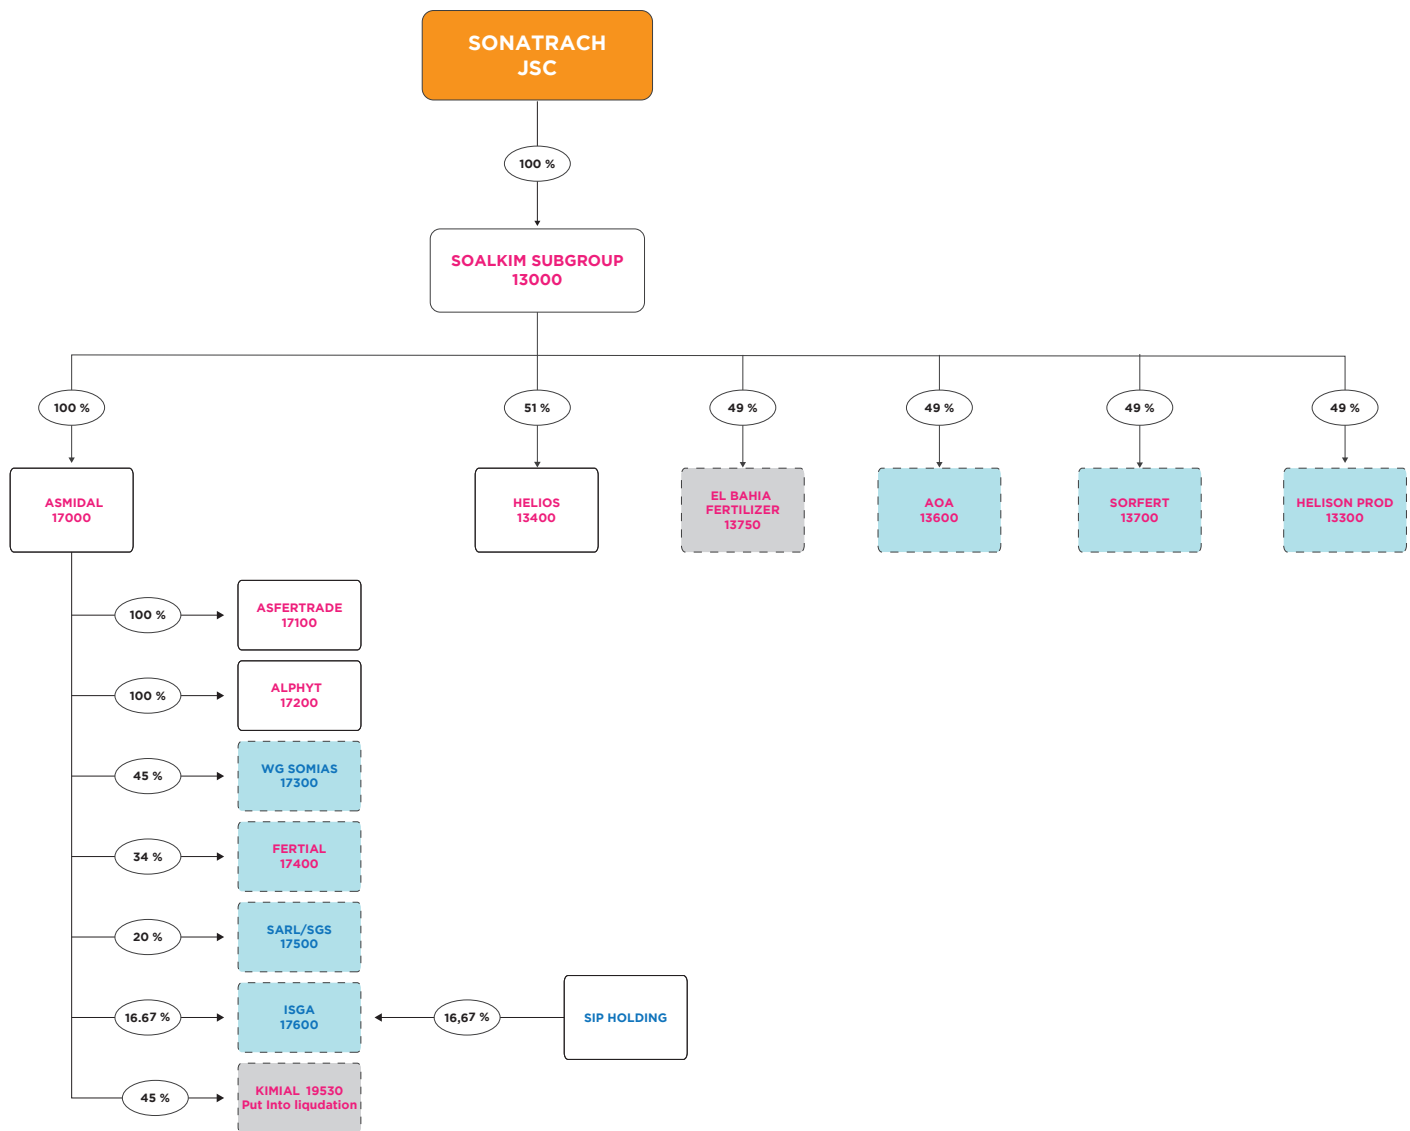 SONATRACH
JSC
100 %
SOALKIM SUBGROUP
13000
100 %
51 %
49 %
49 %
49 %
49 %
ASMIDAL
17000
HELIOS
13400
EL BAHIA
FERTILIZER
13750
AOA
13600
SORFERT
13700
HELISON PROD
13300
100 %
ASFERTRADE
17100
100 %
ALPHYT
17200
45 %
WG SOMIAS
17300
34 %
FERTIAL
17400
20 %
SARL/SGS
17500
16.67 %
ISGA
17600
16,67 %
SIP HOLDING
45 %
KIMIAL 19530
Put Into liqudation